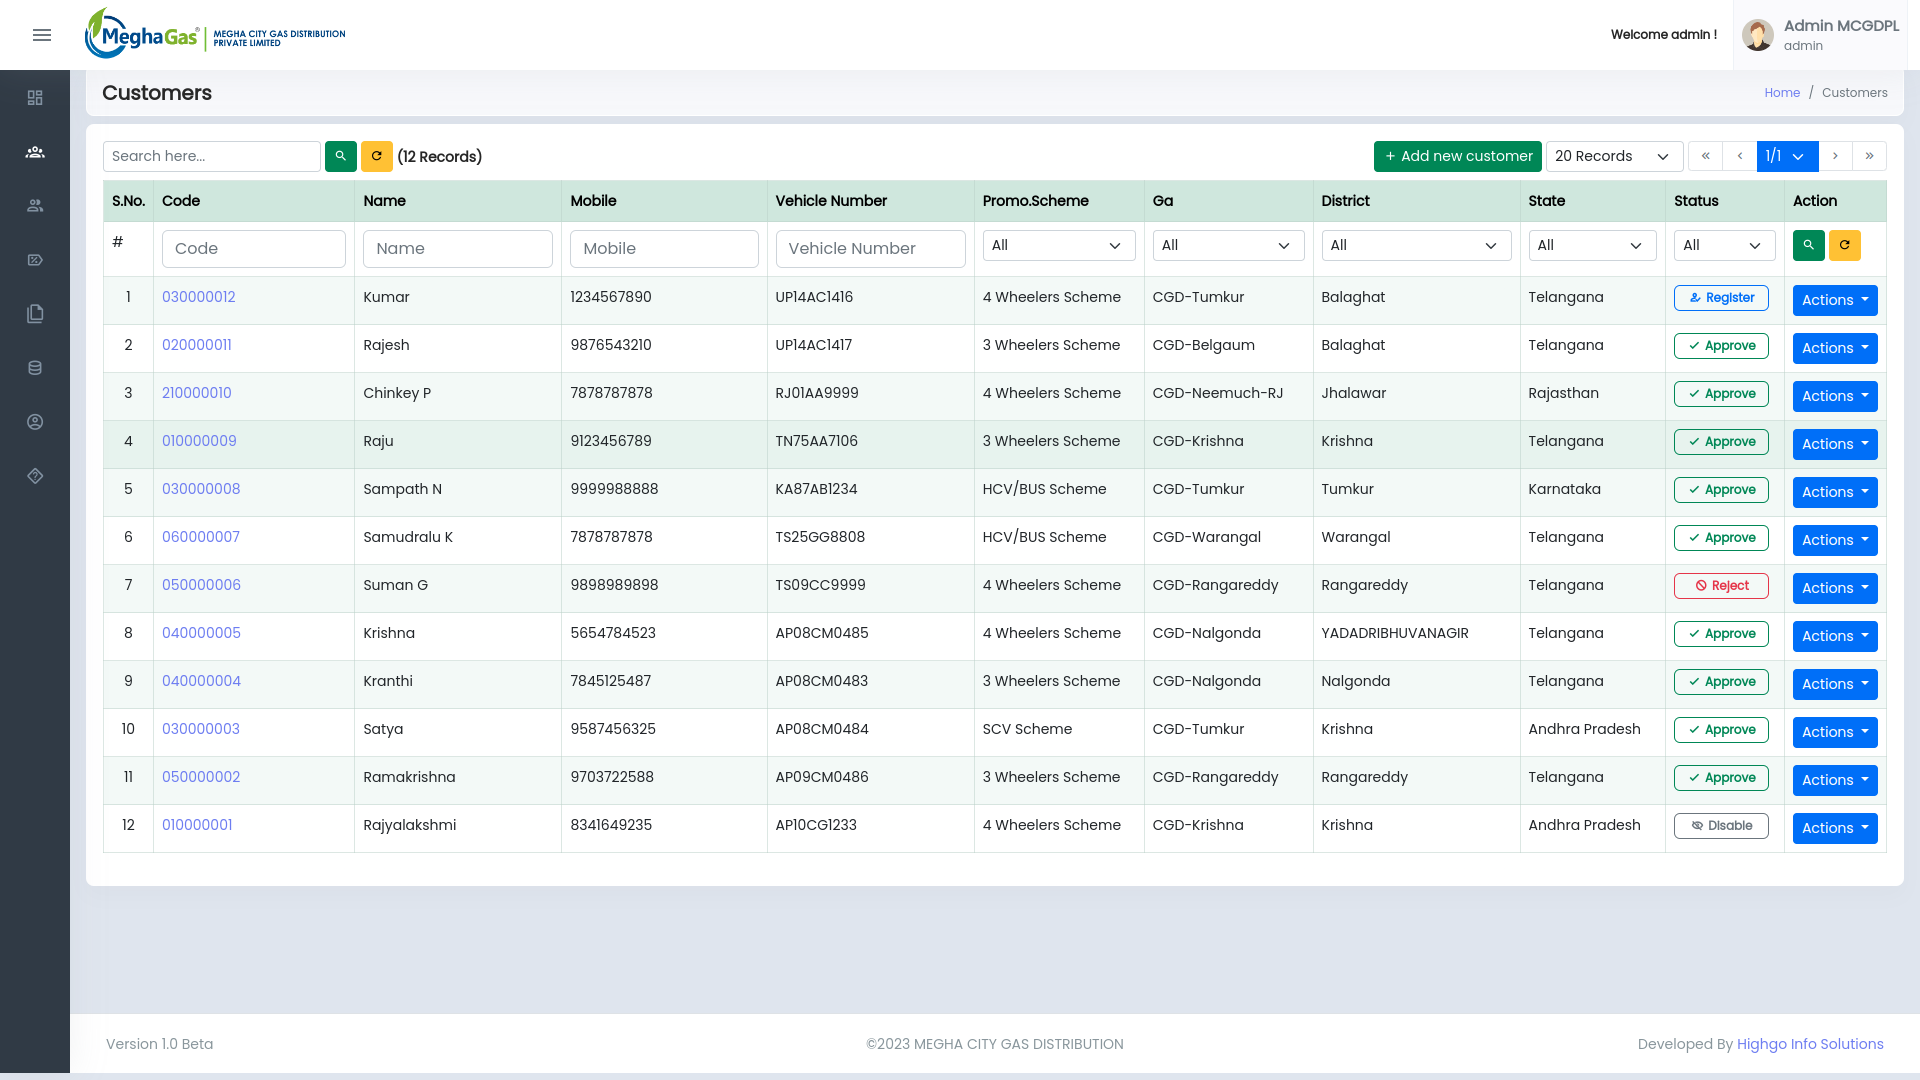 MeghaGas® MEGHA CITY GAS DISTRIBUTION
PRIVATE LIMITED
Welcome admin !
Admin MCGDPL
admin
Customers
Home / Customers
Search here... (12 Records) + Add new customer 20 Records « ‹ 1/1 › »
S.No. Code Name Mobile Vehicle Number Promo.Scheme Ga District State Status Action
# Code Name Mobile Vehicle Number All All All All All
1 030000012 Kumar 1234567890 UP14AC1416 4 Wheelers Scheme CGD-Tumkur Balaghat Telangana Register Actions
2 020000011 Rajesh 9876543210 UP14AC1417 3 Wheelers Scheme CGD-Belgaum Balaghat Telangana Approve Actions
3 210000010 Chinkey P 7878787878 RJ01AA9999 4 Wheelers Scheme CGD-Neemuch-RJ Jhalawar Rajasthan Approve Actions
4 010000009 Raju 9123456789 TN75AA7106 3 Wheelers Scheme CGD-Krishna Krishna Telangana Approve Actions
5 030000008 Sampath N 9999988888 KA87AB1234 HCV/BUS Scheme CGD-Tumkur Tumkur Karnataka Approve Actions
6 060000007 Samudralu K 7878787878 TS25GG8808 HCV/BUS Scheme CGD-Warangal Warangal Telangana Approve Actions
7 050000006 Suman G 9898989898 TS09CC9999 4 Wheelers Scheme CGD-Rangareddy Rangareddy Telangana Reject Actions
8 040000005 Krishna 5654784523 AP08CM0485 4 Wheelers Scheme CGD-Nalgonda YADADRIBHUVANAGIR Telangana Approve Actions
9 040000004 Kranthi 7845125487 AP08CM0483 3 Wheelers Scheme CGD-Nalgonda Nalgonda Telangana Approve Actions
10 030000003 Satya 9587456325 AP08CM0484 SCV Scheme CGD-Tumkur Krishna Andhra Pradesh Approve Actions
11 050000002 Ramakrishna 9703722588 AP09CM0486 3 Wheelers Scheme CGD-Rangareddy Rangareddy Telangana Approve Actions
12 010000001 Rajyalakshmi 8341649235 AP10CG1233 4 Wheelers Scheme CGD-Krishna Krishna Andhra Pradesh Disable Actions
Version 1.0 Beta ©2023 MEGHA CITY GAS DISTRIBUTION Developed By Highgo Info Solutions